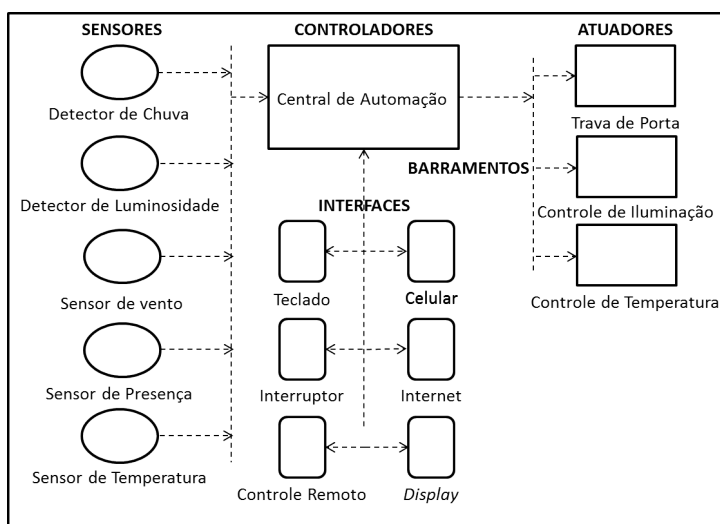 SENSORES
Detector de Chuva
Detector de Luminosidade
Sensor de vento
Sensor de Presença
Sensor de Temperatura
CONTROLADORES
Central de Automação
BARRAMENTOS
INTERFACES
Teclado
Celular
Interruptor
Internet
Controle Remoto
Display
ATUADORES
Trava de Porta
Controle de Iluminação
Controle de Temperatura